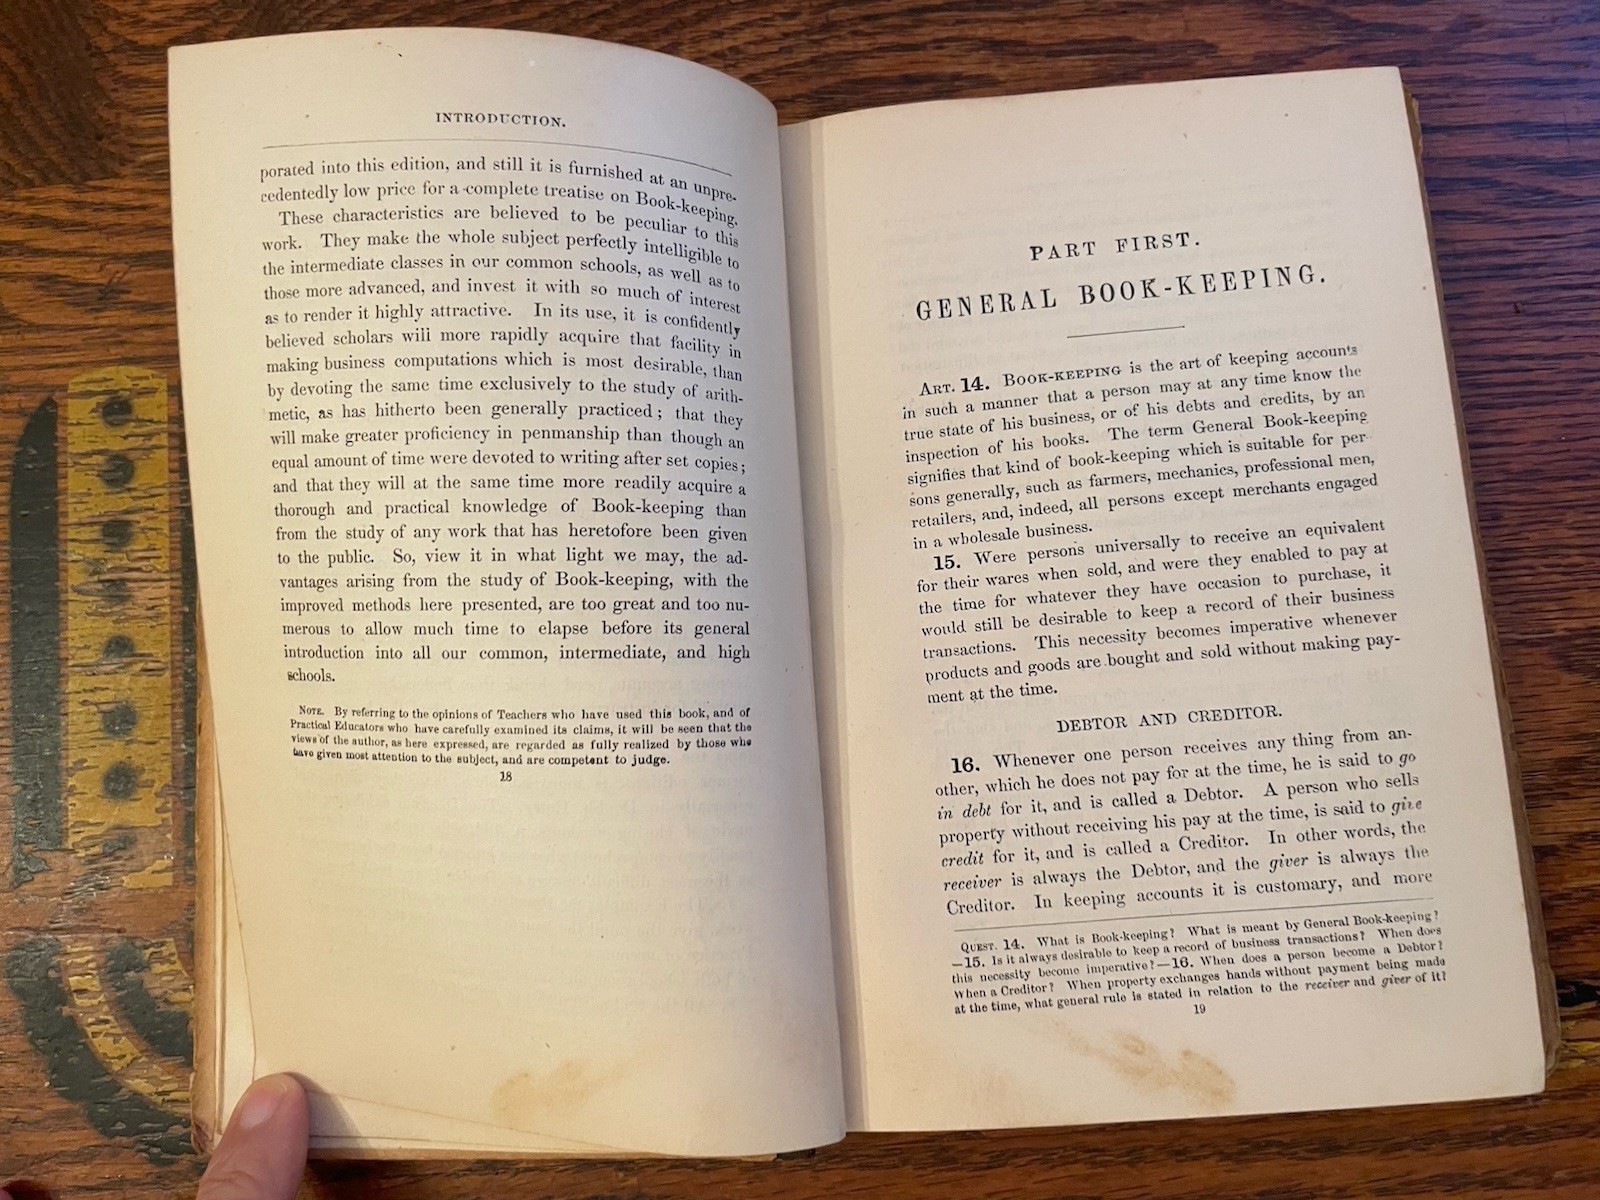 INTRODUCTION.
porated into this edition, and still it is furnished at an unpre-
cedentedly low price for a complete treatise on Book-keeping.
These characteristics are believed to be peculiar to this
work. They make the whole subject perfectly intelligible to
the intermediate classes in our common schools, as well as to
those more advanced, and invest it with so much of interest
as to render it highly attractive. In its use, it is confidently
believed scholars will more rapidly acquire that facility in
making business computations which is most desirable, than
by devoting the same time exclusively to the study of arith-
metic, as has hitherto been generally practiced; that they
will make greater proficiency in penmanship than though an
equal amount of time were devoted to writing after set copies;
and that they will at the same time more readily acquire a
thorough and practical knowledge of Book-keeping than
from the study of any work that has heretofore been given
to the public. So, view it in what light we may, the ad-
vantages arising from the study of Book-keeping, with the
improved methods here presented, are too great and too nu-
merous to allow much time to elapse before its general
introduction into all our common, intermediate, and high
schools.
NOTE. By referring to the opinions of Teachers who have used this book, and of
Practical Educators who have carefully examined its claims, it will be seen that the
views of the author, as here expressed, are regarded as fully realized by those who
have given most attention to the subject, and are competent to judge.
18
PART FIRST.
GENERAL BOOK-KEEPING.
ART. 14. BOOK-KEEPING is the art of keeping accounts
in such a manner that a person may at any time know the
true state of his business, or of his debts and credits, by an
inspection of his books. The term General Book-keeping
signifies that kind of book-keeping which is suitable for per-
sons generally, such as farmers, mechanics, professional men,
retailers, and, indeed, all persons except merchants engaged
in a wholesale business.
15. Were persons universally to receive an equivalent
for their wares when sold, and were they enabled to pay at
the time for whatever they have occasion to purchase, it
would still be desirable to keep a record of their business
transactions. This necessity becomes imperative whenever
products and goods are bought and sold without making pay-
ment at the time.
DEBTOR AND CREDITOR.
16. Whenever one person receives any thing from an-
other, which he does not pay for at the time, he is said to go
in debt for it, and is called a Debtor. A person who sells
property without receiving his pay at the time, is said to give
credit for it, and is called a Creditor. In other words, the
receiver is always the Debtor, and the giver is always the
Creditor. In keeping accounts it is customary, and more
QUEST. 14. What is Book-keeping? What is meant by General Book-keeping?
—15. Is it always desirable to keep a record of business transactions? When does
this necessity become imperative?—16. When does a person become a Debtor?
When a Creditor? When property exchanges hands without payment being made
at the time, what general rule is stated in relation to the receiver and giver of it?
19